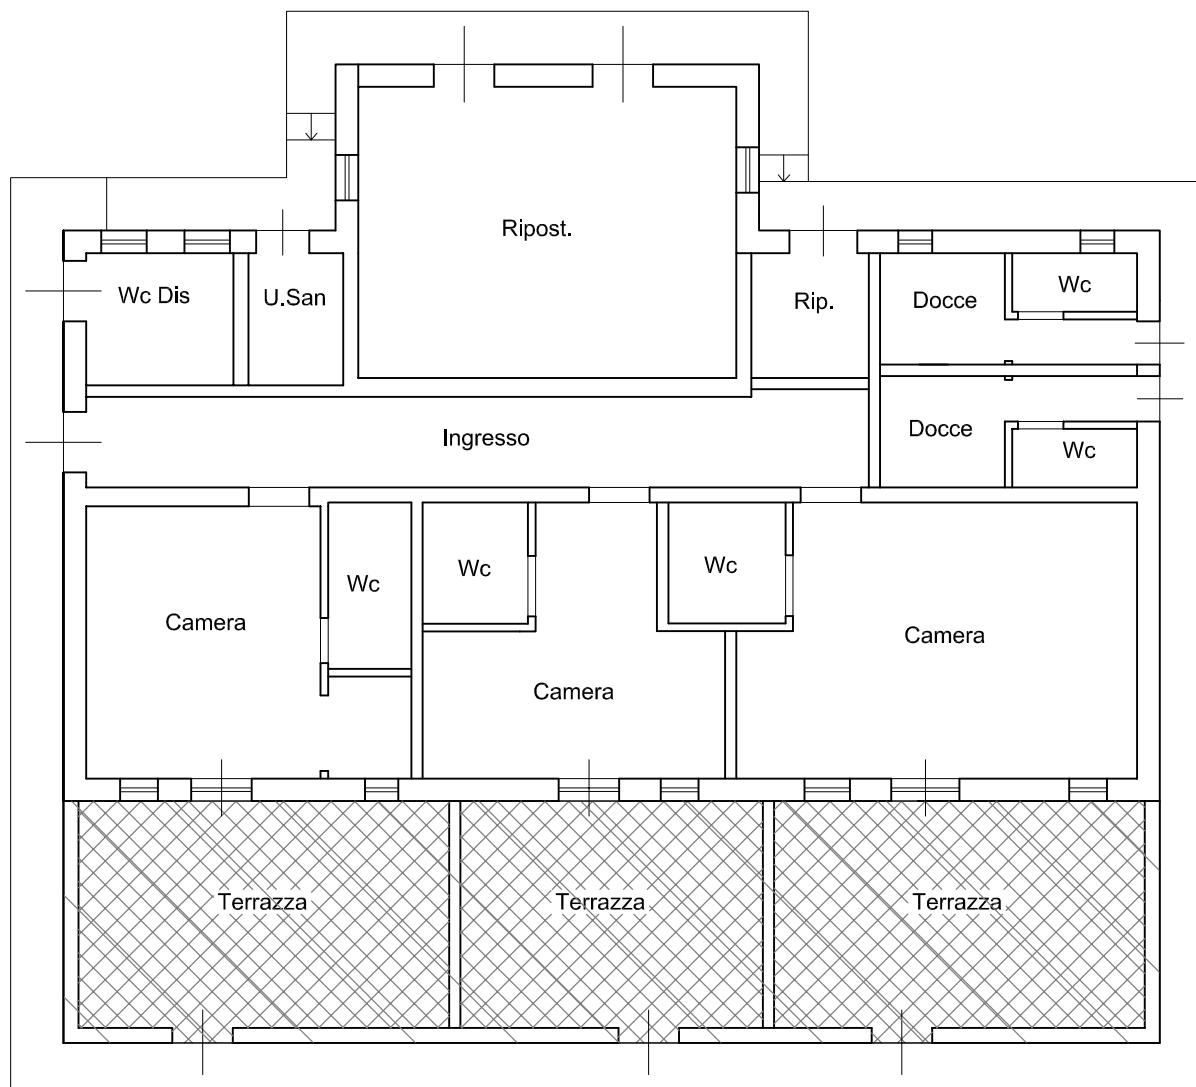 Ripost.
Wc Dis
U.San
Rip.
Docce
Wc
Ingresso
Docce
Wc
Camera
Wc
Wc
Wc
Camera
Camera
Terrazza
Terrazza
Terrazza